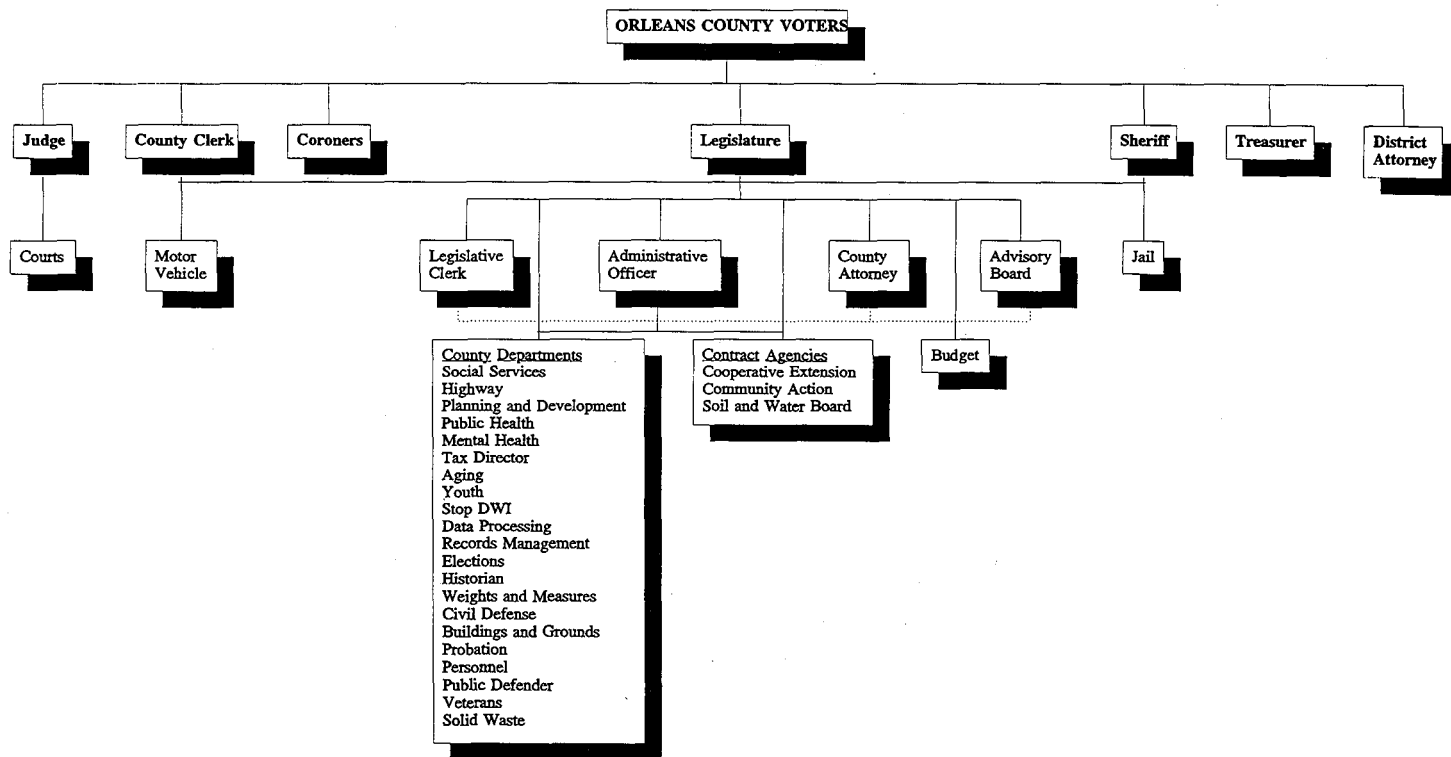 ORLEANS COUNTY VOTERS
Judge
County Clerk
Coroners
Legislature
Sheriff
Treasurer
District
Attorney
Courts
Motor
Vehicle
Legislative
Clerk
Administrative
Officer
County
Attorney
Advisory
Board
Jail
County Departments
Social Services
Highway
Planning and Development
Public Health
Mental Health
Tax Director
Aging
Youth
Stop DWI
Data Processing
Records Management
Elections
Historian
Weights and Measures
Civil Defense
Buildings and Grounds
Probation
Personnel
Public Defender
Veterans
Solid Waste
Contract Agencies
Cooperative Extension
Community Action
Soil and Water Board
Budget